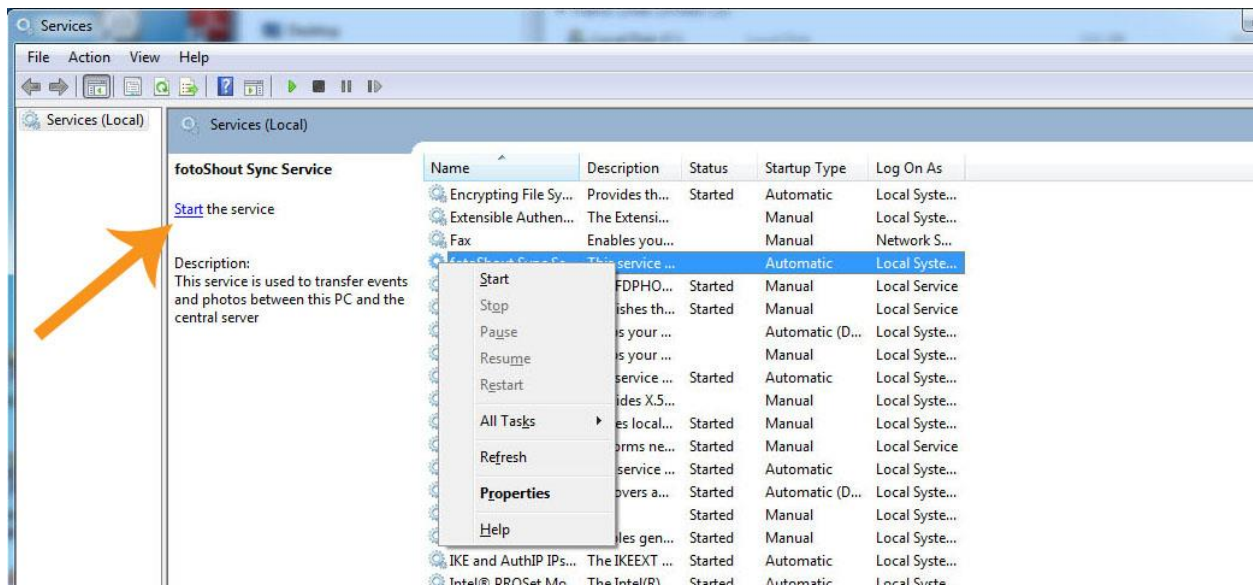 Services
File Action View Help
Services (Local)
Services (Local)
fotoShout Sync Service
Start the service
Description:
This service is used to transfer events
and photos between this PC and the
central server
Name Description Status Startup Type Log On As
Encrypting File Sy... Provides th... Started Automatic Local Syste...
Extensible Authen... The Extensi... Manual Local Syste...
Fax Enables you... Manual Network S...
fotoShout Sync Se... This service ... Automatic Local Syste...
FDPHO... Started Manual Local Service
ishes th... Started Manual Local Service
s your ... Automatic (D... Local Syste...
s your ... Manual Local Syste...
service ... Started Automatic Local Syste...
ides X.5... Manual Local Syste...
es local... Started Manual Local Syste...
orms ne... Started Manual Local Service
service ... Started Automatic Local Syste...
overs a... Started Automatic (D... Local Syste...
Started Manual Local Syste...
les gen... Started Manual Local Syste...
IKE and AuthIP IPs... The IKEEXT ... Started Automatic Local Syste...
Intel® PROSet Mo... The Intel(R) ... Started Automatic Local Syste...
Start
Stop
Pause
Resume
Restart
All Tasks
Refresh
Properties
Help